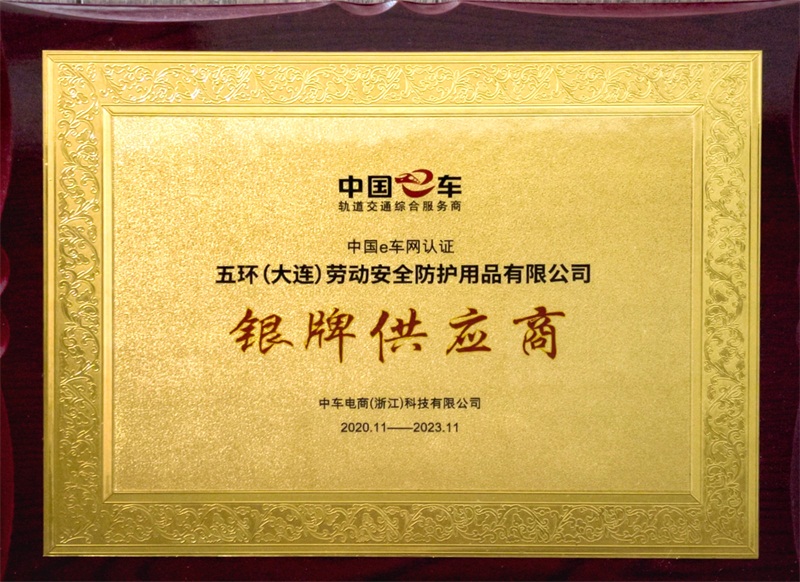 中国e车
轨道交通综合服务商
中国e车网认证
五环(大连)劳动安全防护用品有限公司
银牌供应商
中车电商(浙江)科技有限公司
2020.11——2023.11